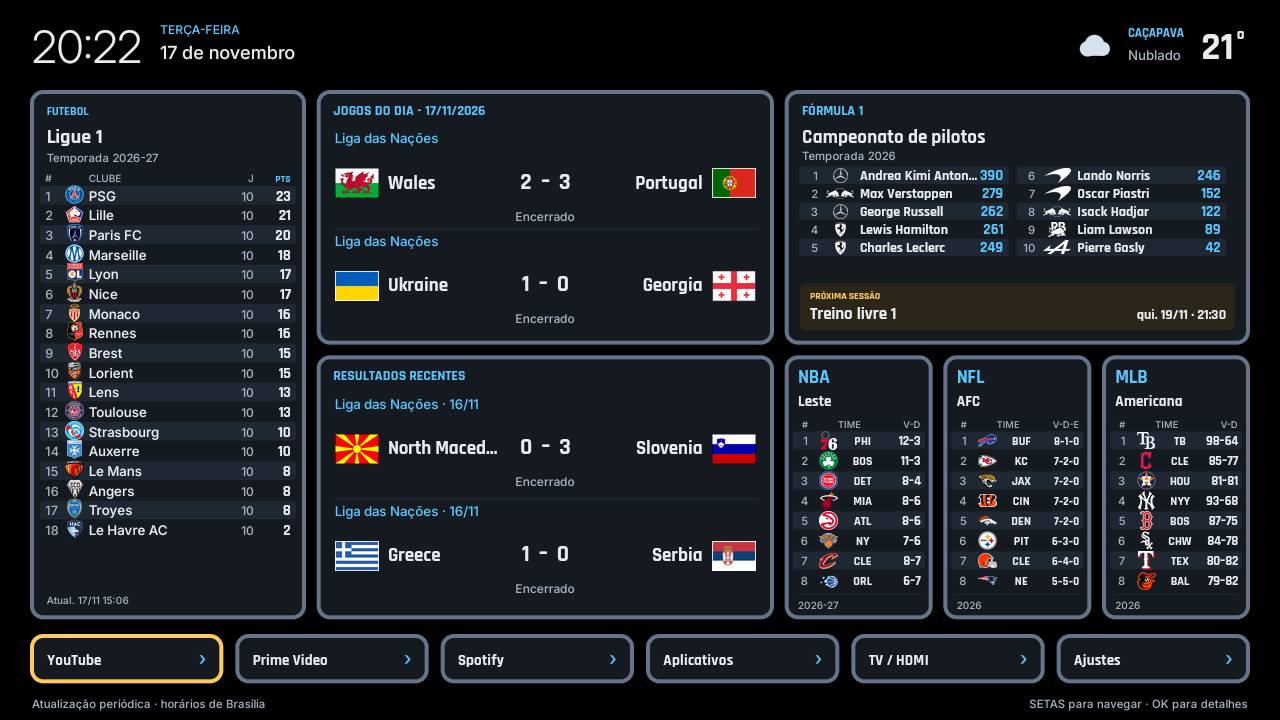 20:22
TERÇA-FEIRA
17 de novembro
CAÇAPAVA
Nublado
21°
FUTEBOL
Ligue 1
Temporada 2026-27
# CLUBE J PTS
1 PSG 10 23
2 Lille 10 21
3 Paris FC 10 20
4 Marseille 10 18
5 Lyon 10 17
6 Nice 10 17
7 Monaco 10 16
8 Rennes 10 16
9 Brest 10 15
10 Lorient 10 15
11 Lens 10 13
12 Toulouse 10 13
13 Strasbourg 10 10
14 Auxerre 10 10
15 Le Mans 10 8
16 Angers 10 8
17 Troyes 10 8
18 Le Havre AC 10 2
Atual. 17/11 15:06
JOGOS DO DIA - 17/11/2026
Liga das Nações
Wales 2 - 3 Portugal
Encerrado
Liga das Nações
Ukraine 1 - 0 Georgia
Encerrado
RESULTADOS RECENTES
Liga das Nações · 16/11
North Maced... 0 - 3 Slovenia
Encerrado
Liga das Nações · 16/11
Greece 1 - 0 Serbia
Encerrado
FÓRMULA 1
Campeonato de pilotos
Temporada 2026
1 Andrea Kimi Anton... 390
2 Max Verstappen 279
3 George Russell 262
4 Lewis Hamilton 261
5 Charles Leclerc 249
6 Lando Norris 246
7 Oscar Piastri 152
8 Isack Hadjar 122
9 Liam Lawson 89
10 Pierre Gasly 42
PRÓXIMA SESSÃO
Treino livre 1 qui. 19/11 · 21:30
NBA
Leste
# TIME V-D
1 PHI 12-3
2 BOS 11-3
3 DET 8-4
4 MIA 8-6
5 ATL 8-6
6 NY 7-6
7 CLE 8-7
8 ORL 6-7
2026-27
NFL
AFC
# TIME V-D-E
1 BUF 8-1-0
2 KC 7-2-0
3 JAX 7-2-0
4 CIN 7-2-0
5 DEN 7-2-0
6 PIT 6-3-0
7 CLE 6-4-0
8 NE 5-5-0
2026
MLB
Americana
# TIME V-D
1 TB 98-64
2 CLE 85-77
3 HOU 81-81
4 NYY 93-68
5 BOS 87-75
6 CHW 84-78
7 TEX 80-82
8 BAL 79-82
2026
YouTube ›
Prime Video ›
Spotify ›
Aplicativos ›
TV / HDMI ›
Ajustes ›
Atualização periódica · horários de Brasília
SETAS para navegar · OK para detalhes